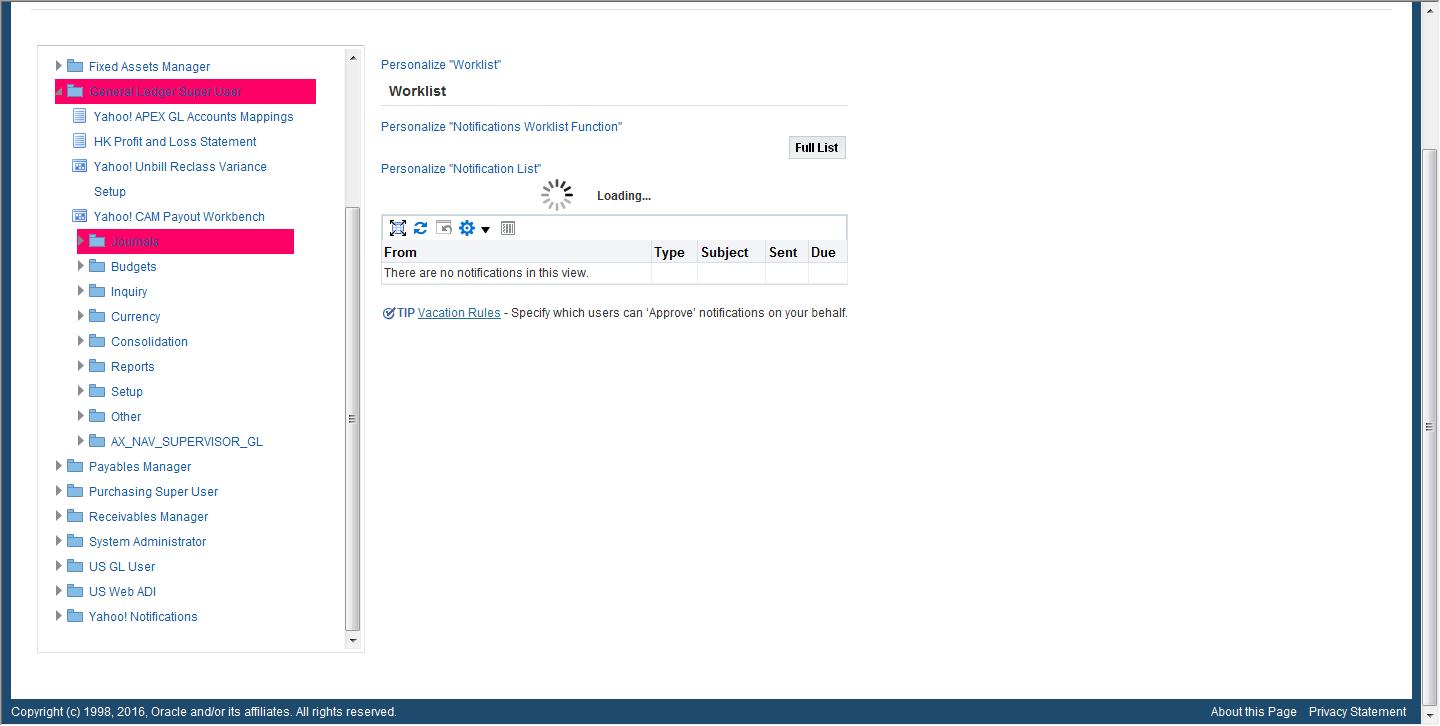 Fixed Assets Manager
General Ledger Super User
Yahoo! APEX GL Accounts Mappings
HK Profit and Loss Statement
Yahoo! Unbill Reclass Variance
Setup
Yahoo! CAM Payout Workbench
Journals
Budgets
Inquiry
Currency
Consolidation
Reports
Setup
Other
AX_NAV_SUPERVISOR_GL
Payables Manager
Purchasing Super User
Receivables Manager
System Administrator
US GL User
US Web ADI
Yahoo! Notifications
Personalize "Worklist"
Worklist
Personalize "Notifications Worklist Function"
Full List
Personalize "Notification List"
Loading...
From Type Subject Sent Due
There are no notifications in this view.
TIP Vacation Rules - Specify which users can ‘Approve’ notifications on your behalf.
Copyright (c) 1998, 2016, Oracle and/or its affiliates. All rights reserved. About this Page Privacy Statement